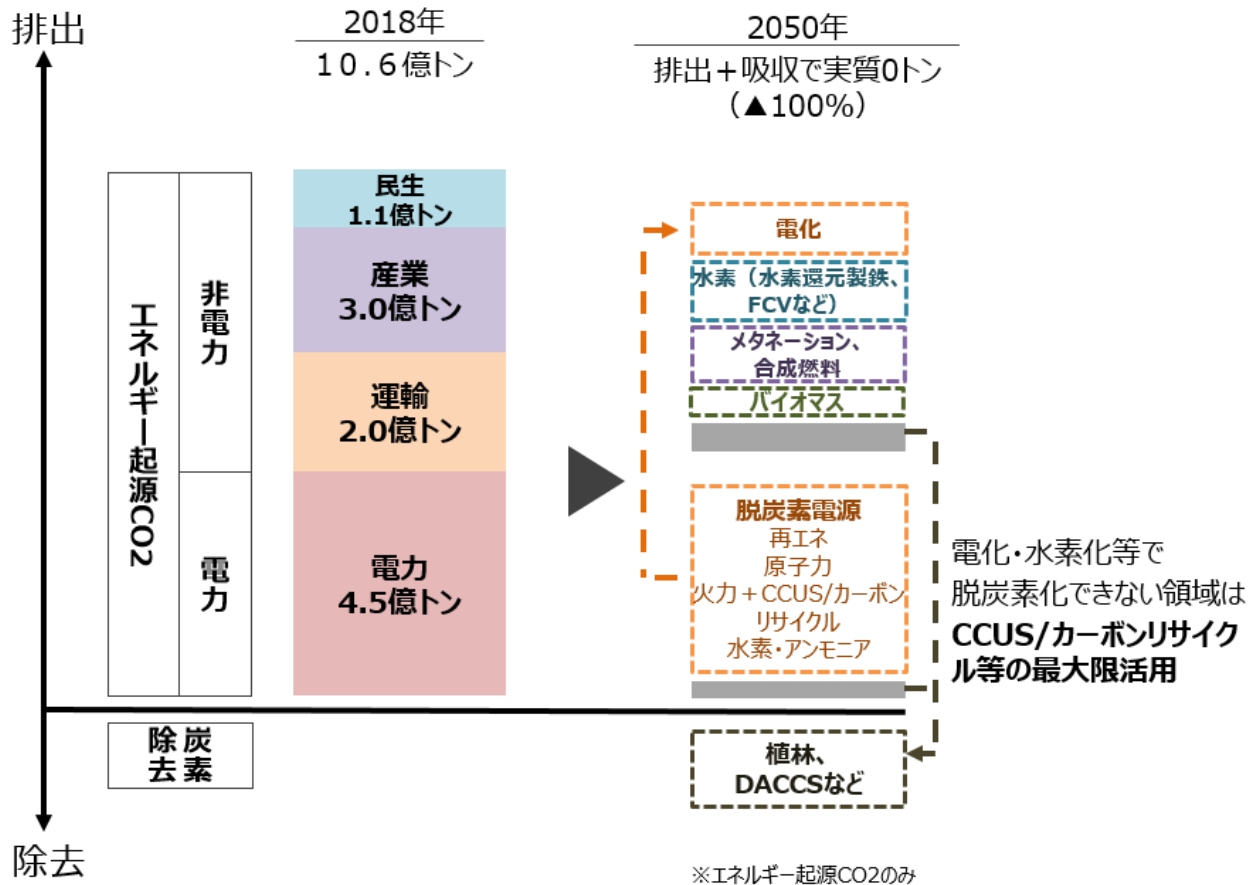 排出
2018年
10.6億トン
2050年
排出+吸収で実質0トン
(▲100%)
エネルギー起源CO2
非電力
電力
民生
1.1億トン
産業
3.0億トン
運輸
2.0億トン
電力
4.5億トン
電化
水素(水素還元製鉄、
FCVなど)
メタネーション、
合成燃料
バイオマス
脱炭素電源
再エネ
原子力
火力+CCUS/カーボン
リサイクル
水素・アンモニア
電化・水素化等で
脱炭素化できない領域は
CCUS/カーボンリサイク
ル等の最大限活用
炭素
除去
植林、
DACCSなど
除去
※エネルギー起源CO2のみ